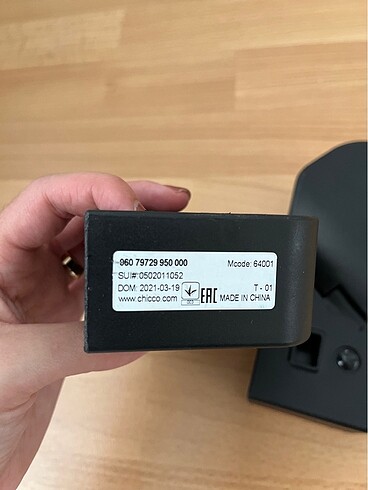 960 79729 950 000 Mcode: 64001
SUI#:0502011052
DOM: 2021-03-19 T - 01
www.chicco.com EAC MADE IN CHINA